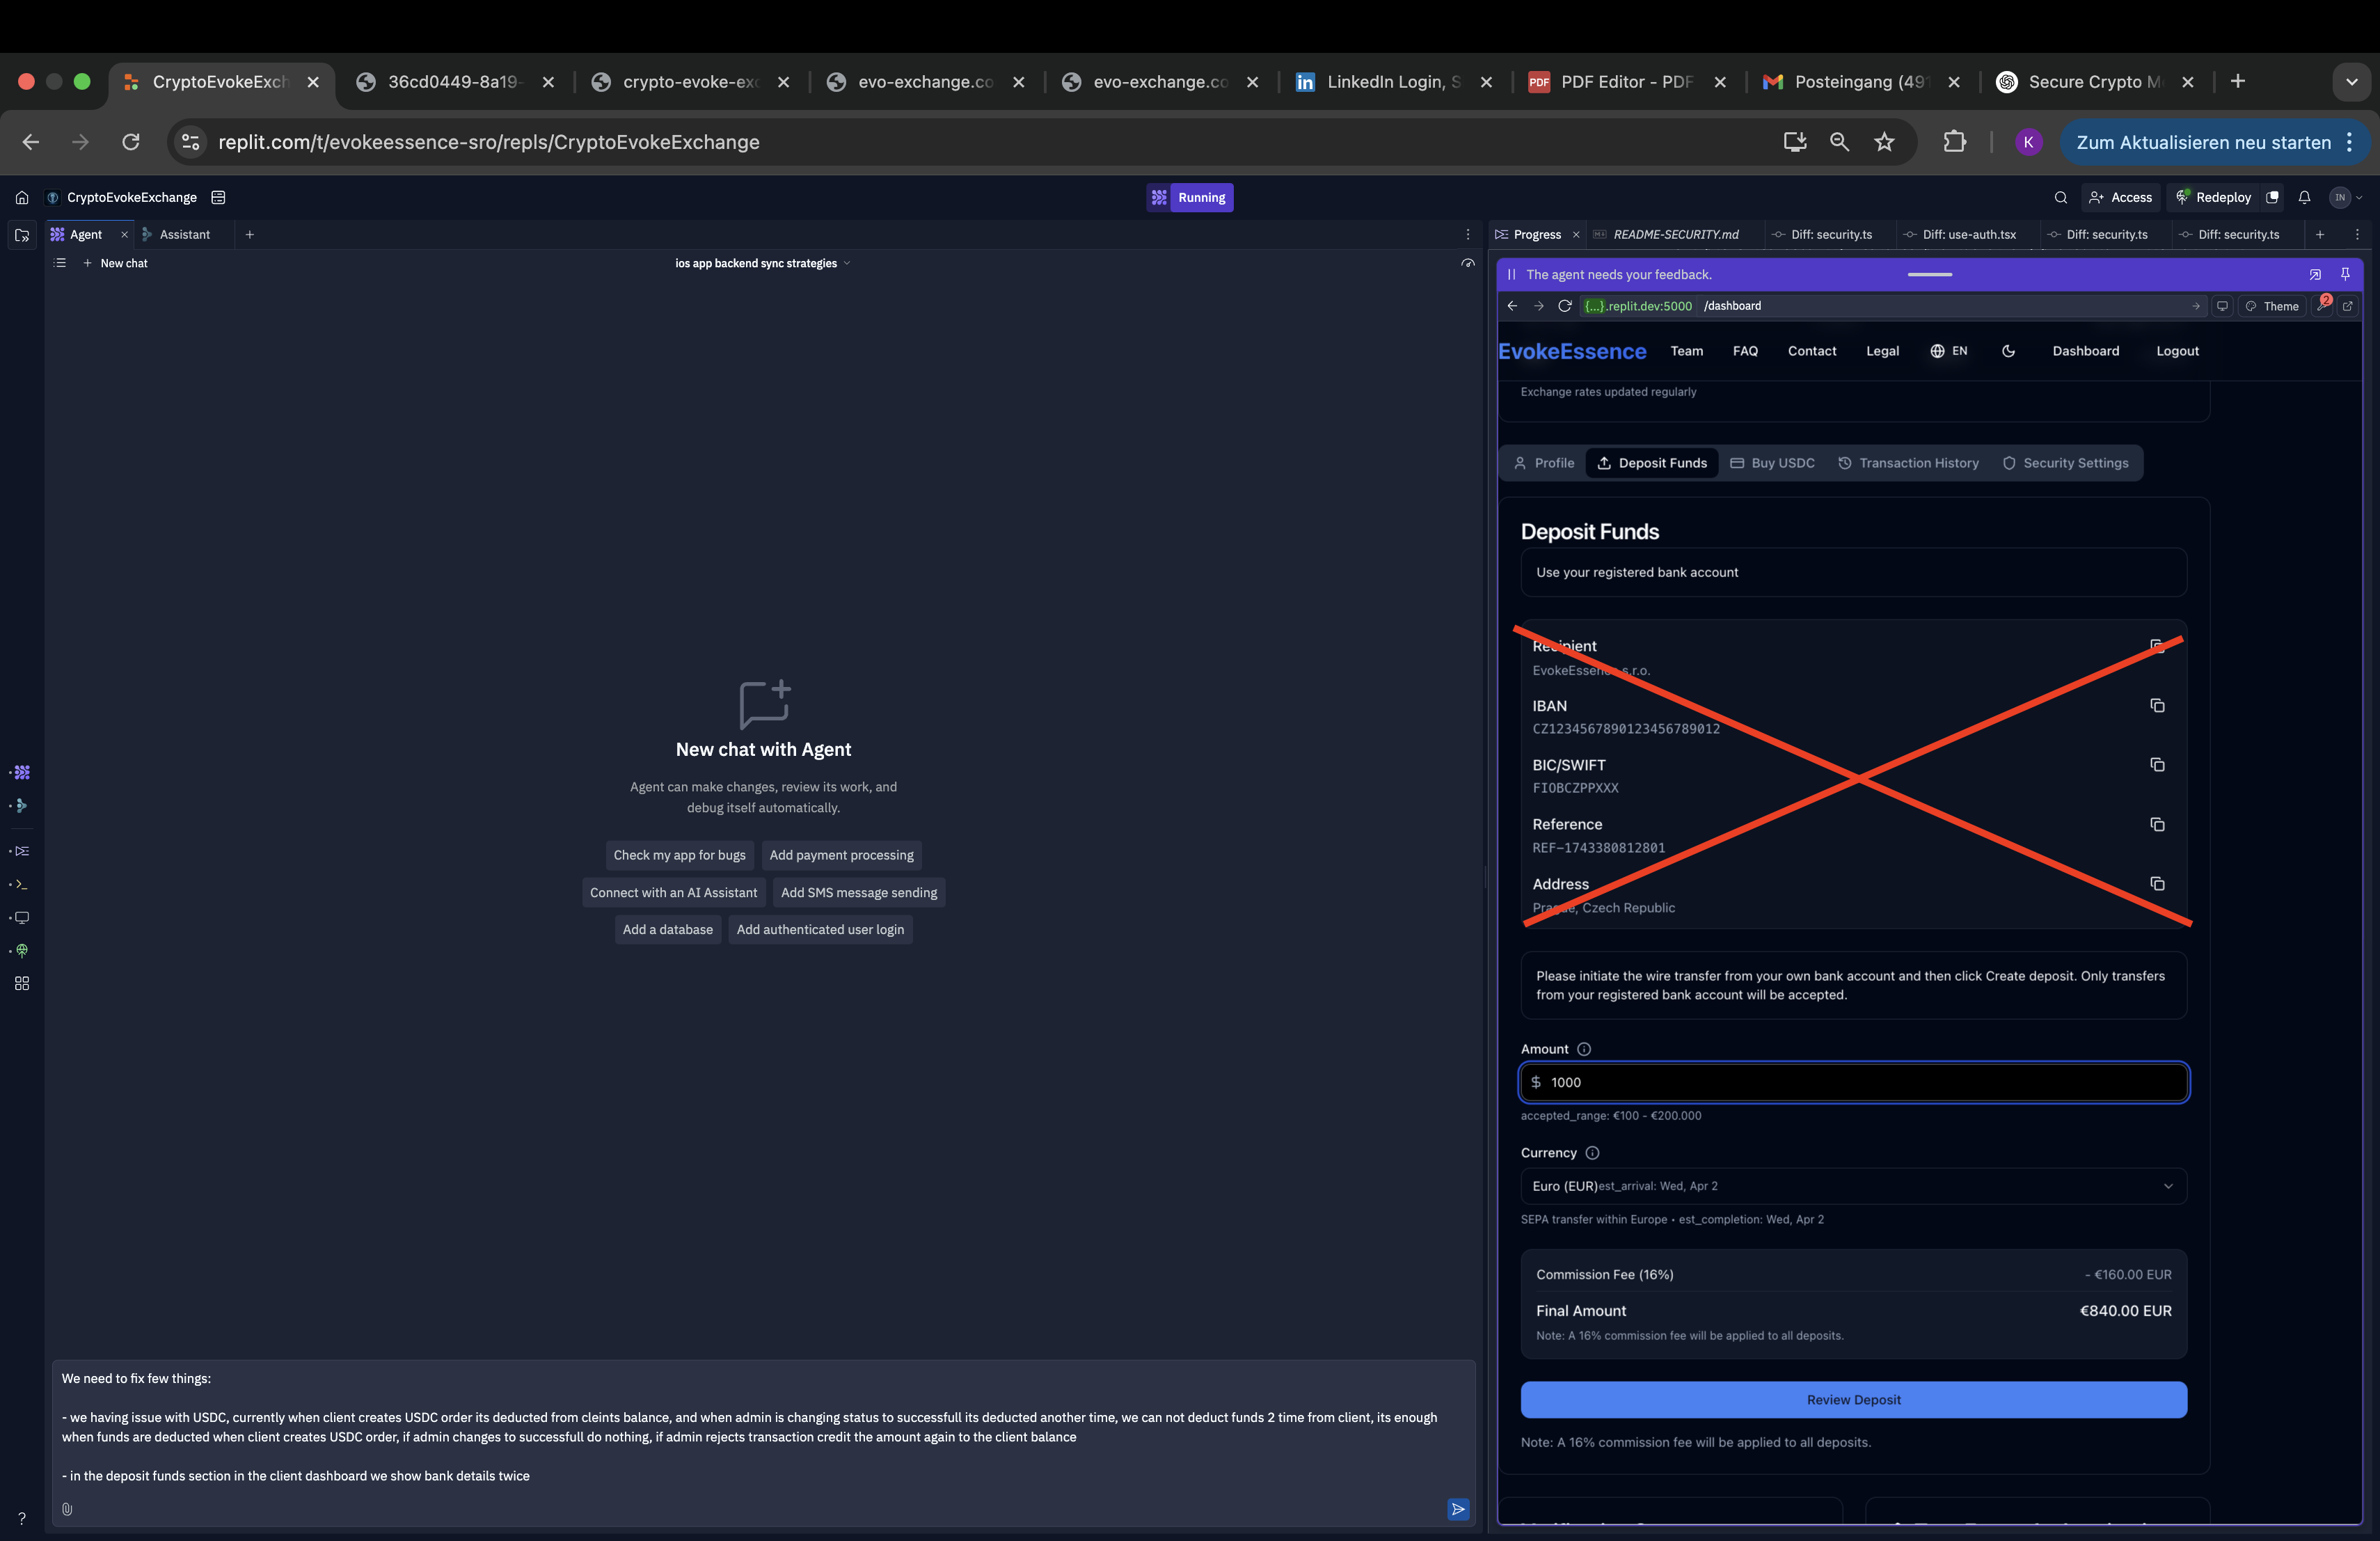 CryptoEvokeExch
36cd0449-8a19-
crypto-evoke-exc
evo-exchange.co
evo-exchange.co
in
LinkedIn Login, S
PDF
PDF Editor - PDF
Posteingang (491
Secure Crypto M
replit.com/t/evokeessence-sro/repls/CryptoEvokeExchange
K
Zum Aktualisieren neu starten
CryptoEvokeExchange
Running
Access
Redeploy
IN
Agent
Assistant
New chat
ios app backend sync strategies
New chat with Agent
Agent can make changes, review its work, and
debug itself automatically.
Check my app for bugs
Add payment processing
Connect with an AI Assistant
Add SMS message sending
Add a database
Add authenticated user login
We need to fix few things:
- we having issue with USDC, currently when client creates USDC order its deducted from cleints balance, and when admin is changing status to successfull its deducted another time, we can not deduct funds 2 time from client, its enough
when funds are deducted when client creates USDC order, if admin changes to successfull do nothing, if admin rejects transaction credit the amount again to the client balance
- in the deposit funds section in the client dashboard we show bank details twice
?
Progress
README-SECURITY.md
Diff: security.ts
Diff: use-auth.tsx
Diff: security.ts
Diff: security.ts
The agent needs your feedback.
{...}.replit.dev:5000 /dashboard
Theme
2
EvokeEssence
Team
FAQ
Contact
Legal
EN
Dashboard
Logout
Exchange rates updated regularly
Profile
Deposit Funds
Buy USDC
Transaction History
Security Settings
Deposit Funds
Use your registered bank account
Recipient
EvokeEssence s.r.o.
IBAN
CZ1234567890123456789012
BIC/SWIFT
FIOBCZPPXXX
Reference
REF-1743380812801
Address
Prague, Czech Republic
Please initiate the wire transfer from your own bank account and then click Create deposit. Only transfers
from your registered bank account will be accepted.
Amount
$ 1000
accepted_range: €100 - €200.000
Currency
Euro (EUR)est_arrival: Wed, Apr 2
SEPA transfer within Europe • est_completion: Wed, Apr 2
Commission Fee (16%)
- €160.00 EUR
Final Amount
€840.00 EUR
Note: A 16% commission fee will be applied to all deposits.
Review Deposit
Note: A 16% commission fee will be applied to all deposits.